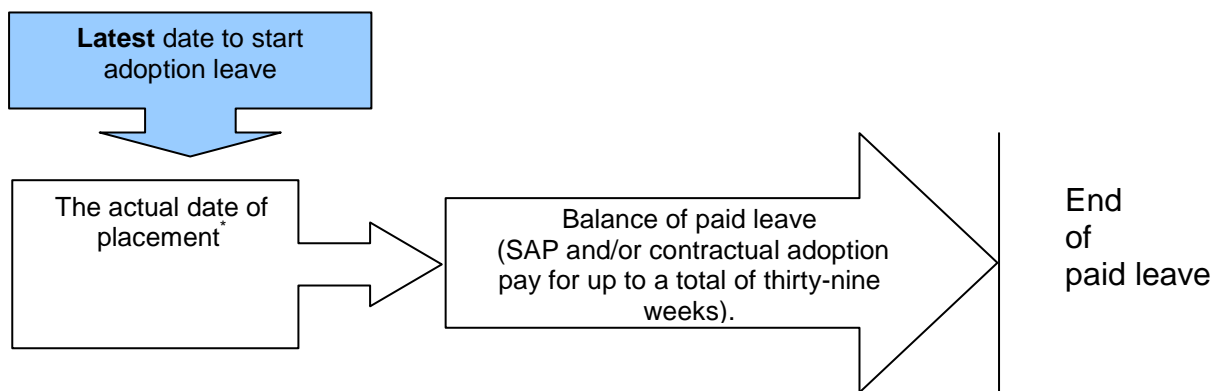 Latest date to start
adoption leave
The actual date of
placement*
Balance of paid leave
(SAP and/or contractual adoption
pay for up to a total of thirty-nine
weeks).
End
of
paid leave